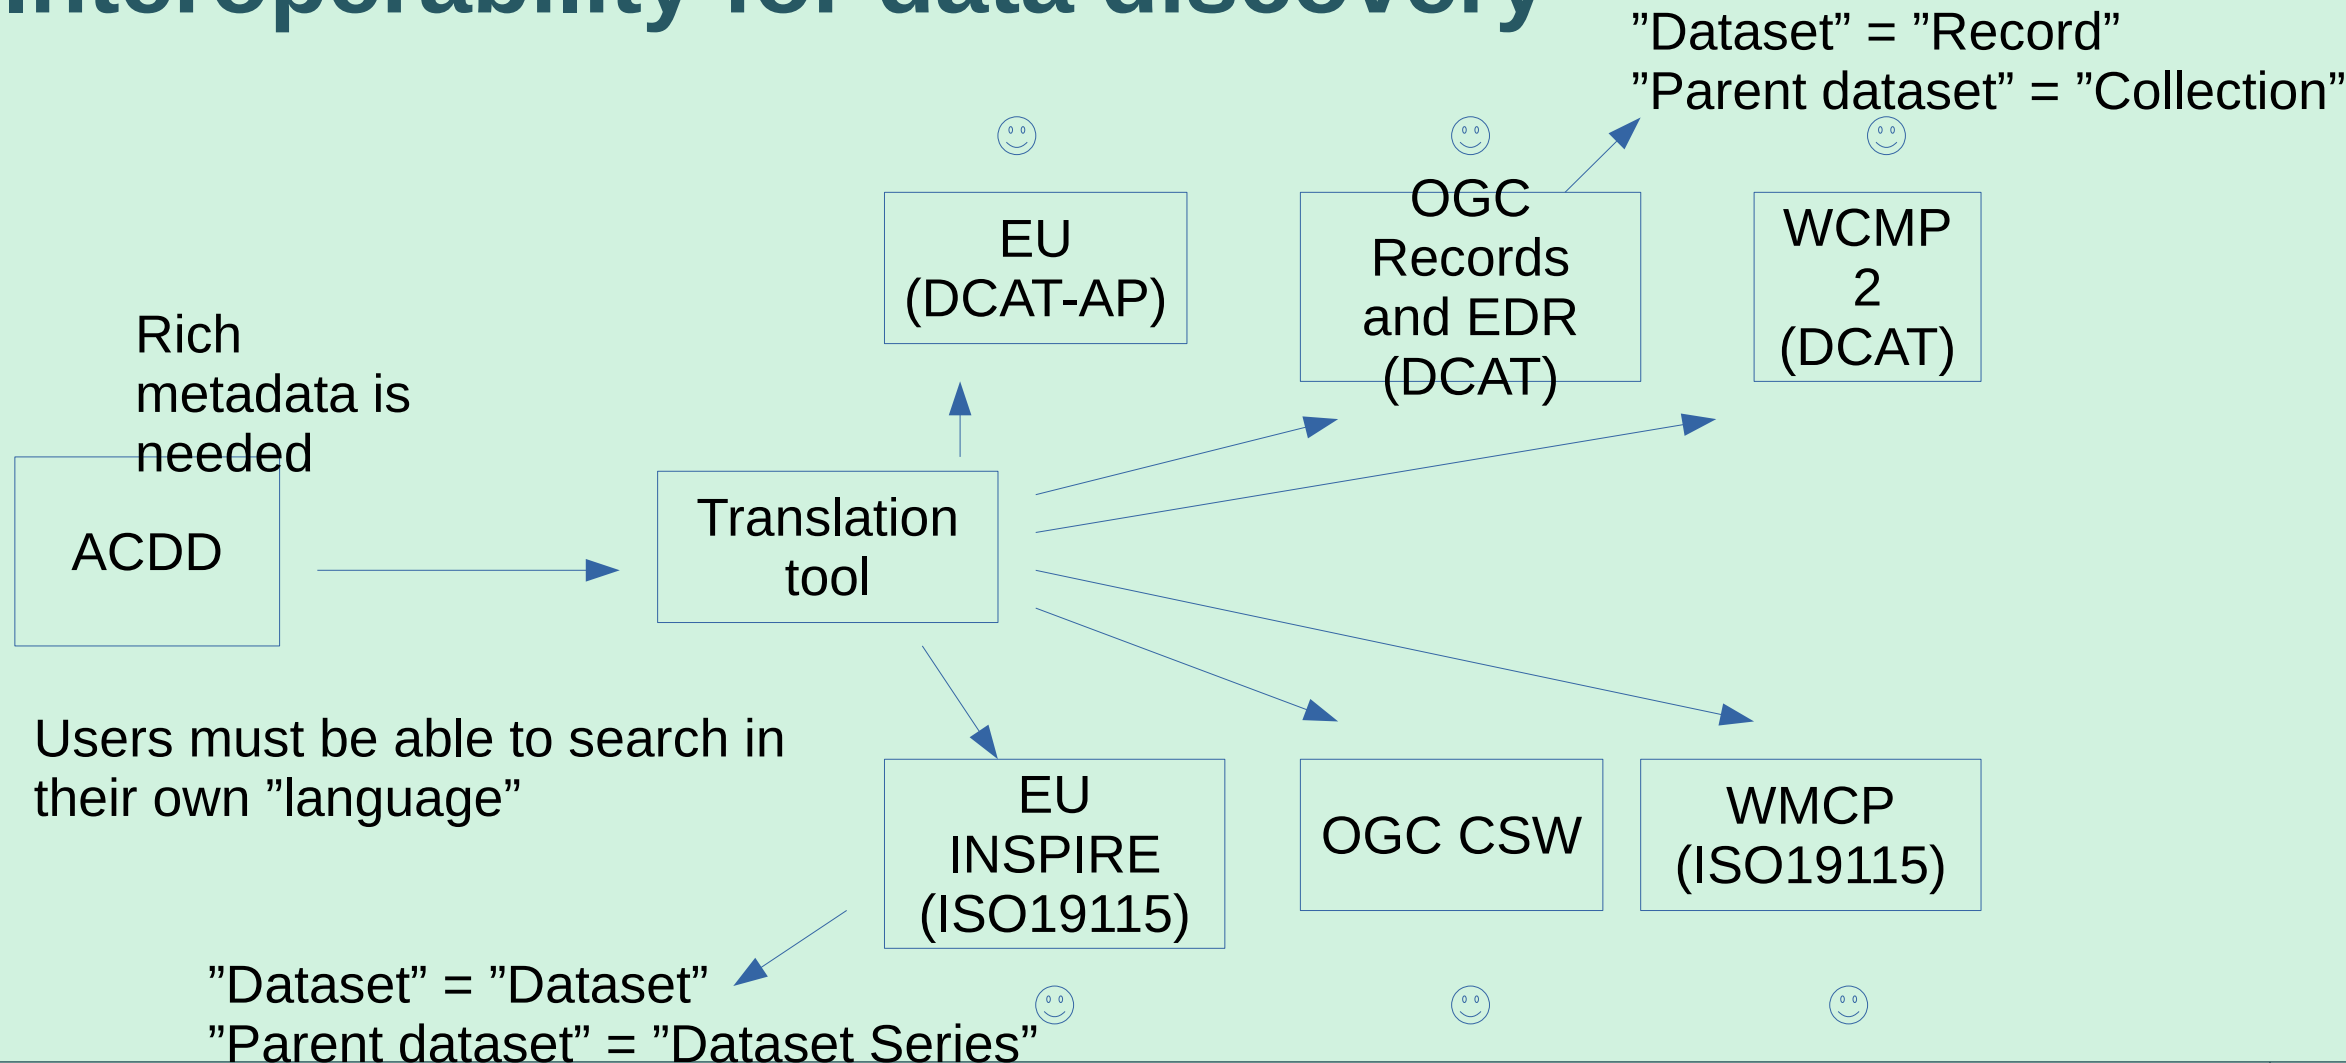 Interoperability for data discovery
”Dataset” = ”Record”
”Parent dataset” = ”Collection”
EU
(DCAT-AP)
OGC
Records
and EDR
(DCAT)
WCMP
2
(DCAT)
Rich
metadata is
needed
ACDD
Translation
tool
Users must be able to search in
their own ”language”
EU
INSPIRE
(ISO19115)
OGC CSW
WMCP
(ISO19115)
”Dataset” = ”Dataset”
”Parent dataset” = ”Dataset Series”